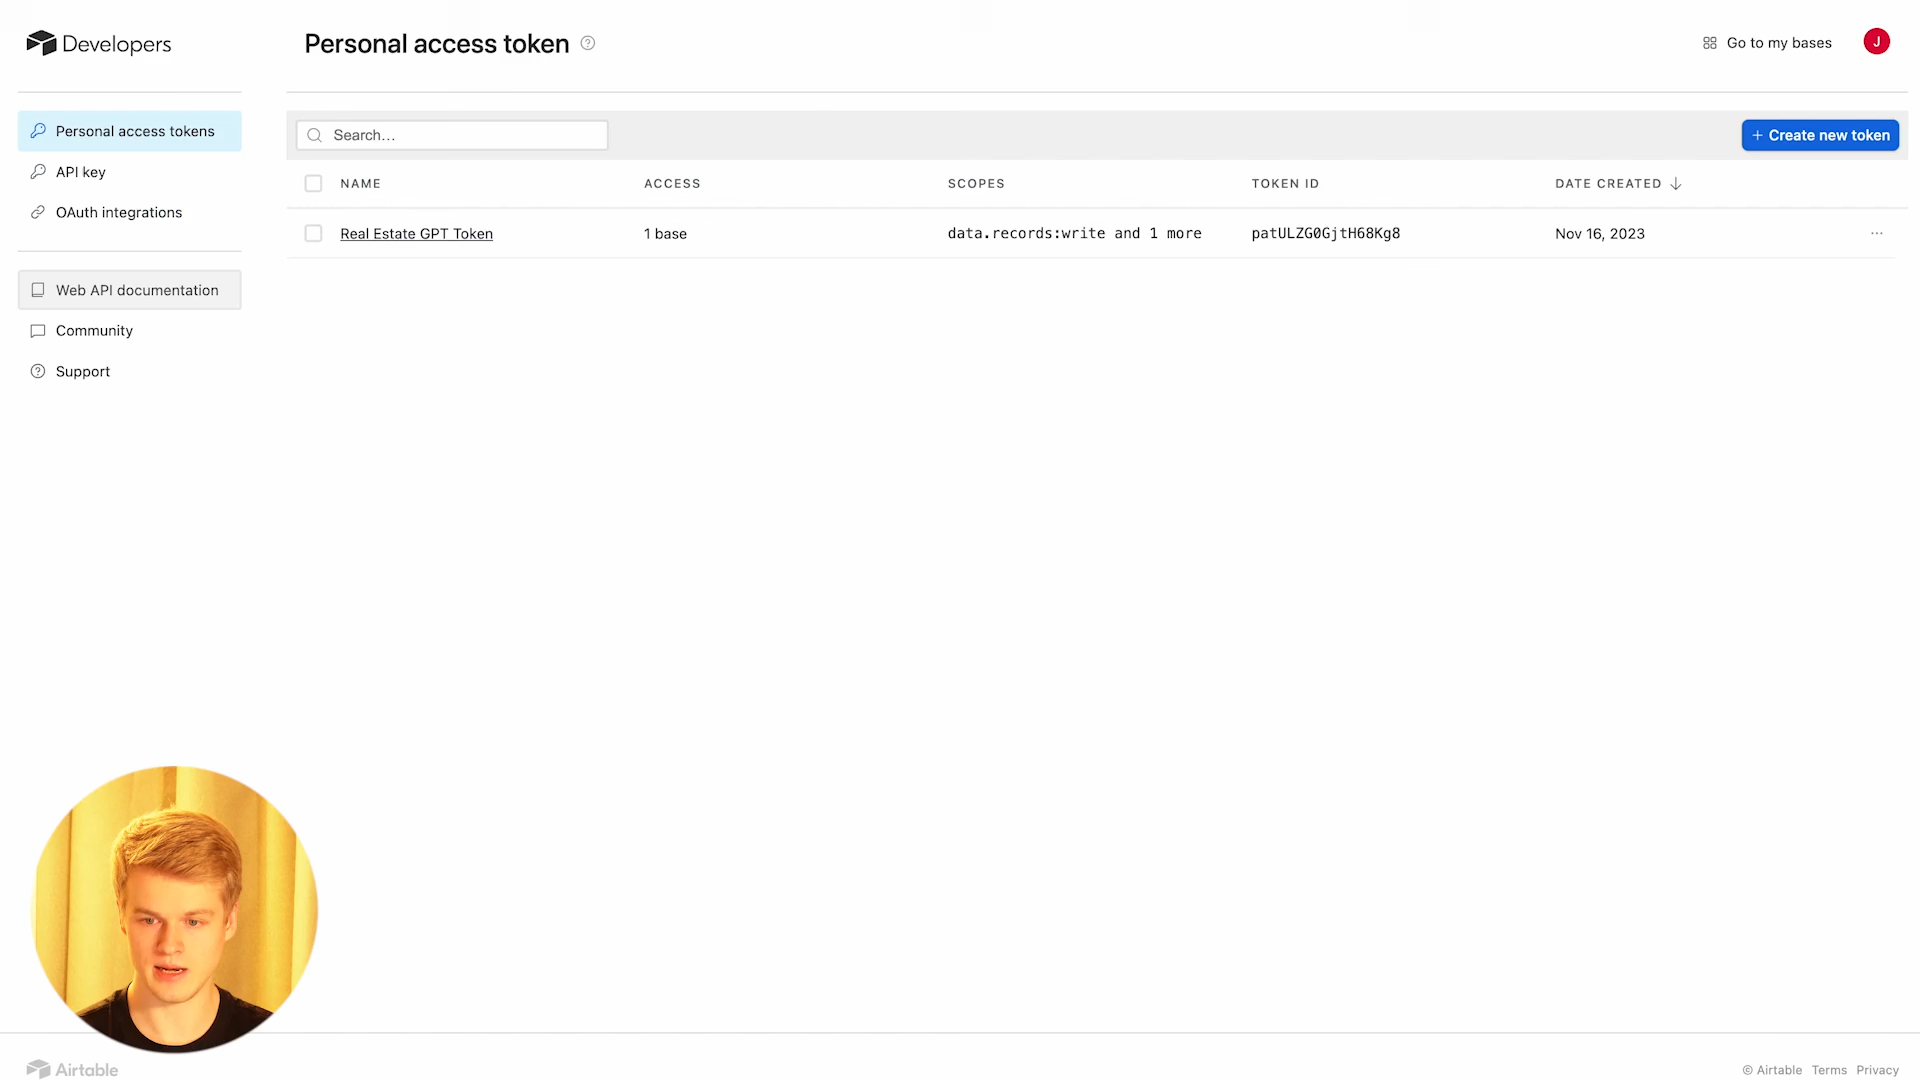 Developers
Personal access token
Go to my bases
J
Personal access tokens
API key
OAuth integrations
Web API documentation
Community
Support
Search...
+ Create new token
NAME ACCESS SCOPES TOKEN ID DATE CREATED
Real Estate GPT Token 1 base data.records:write and 1 more patULZG0GjtH68Kg8 Nov 16, 2023
Airtable
© Airtable Terms Privacy